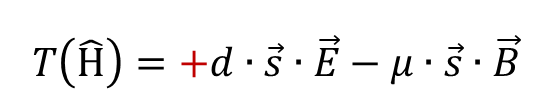 T(Ĥ) = +d · s⃗ · E⃗ − μ · s⃗ · B⃗